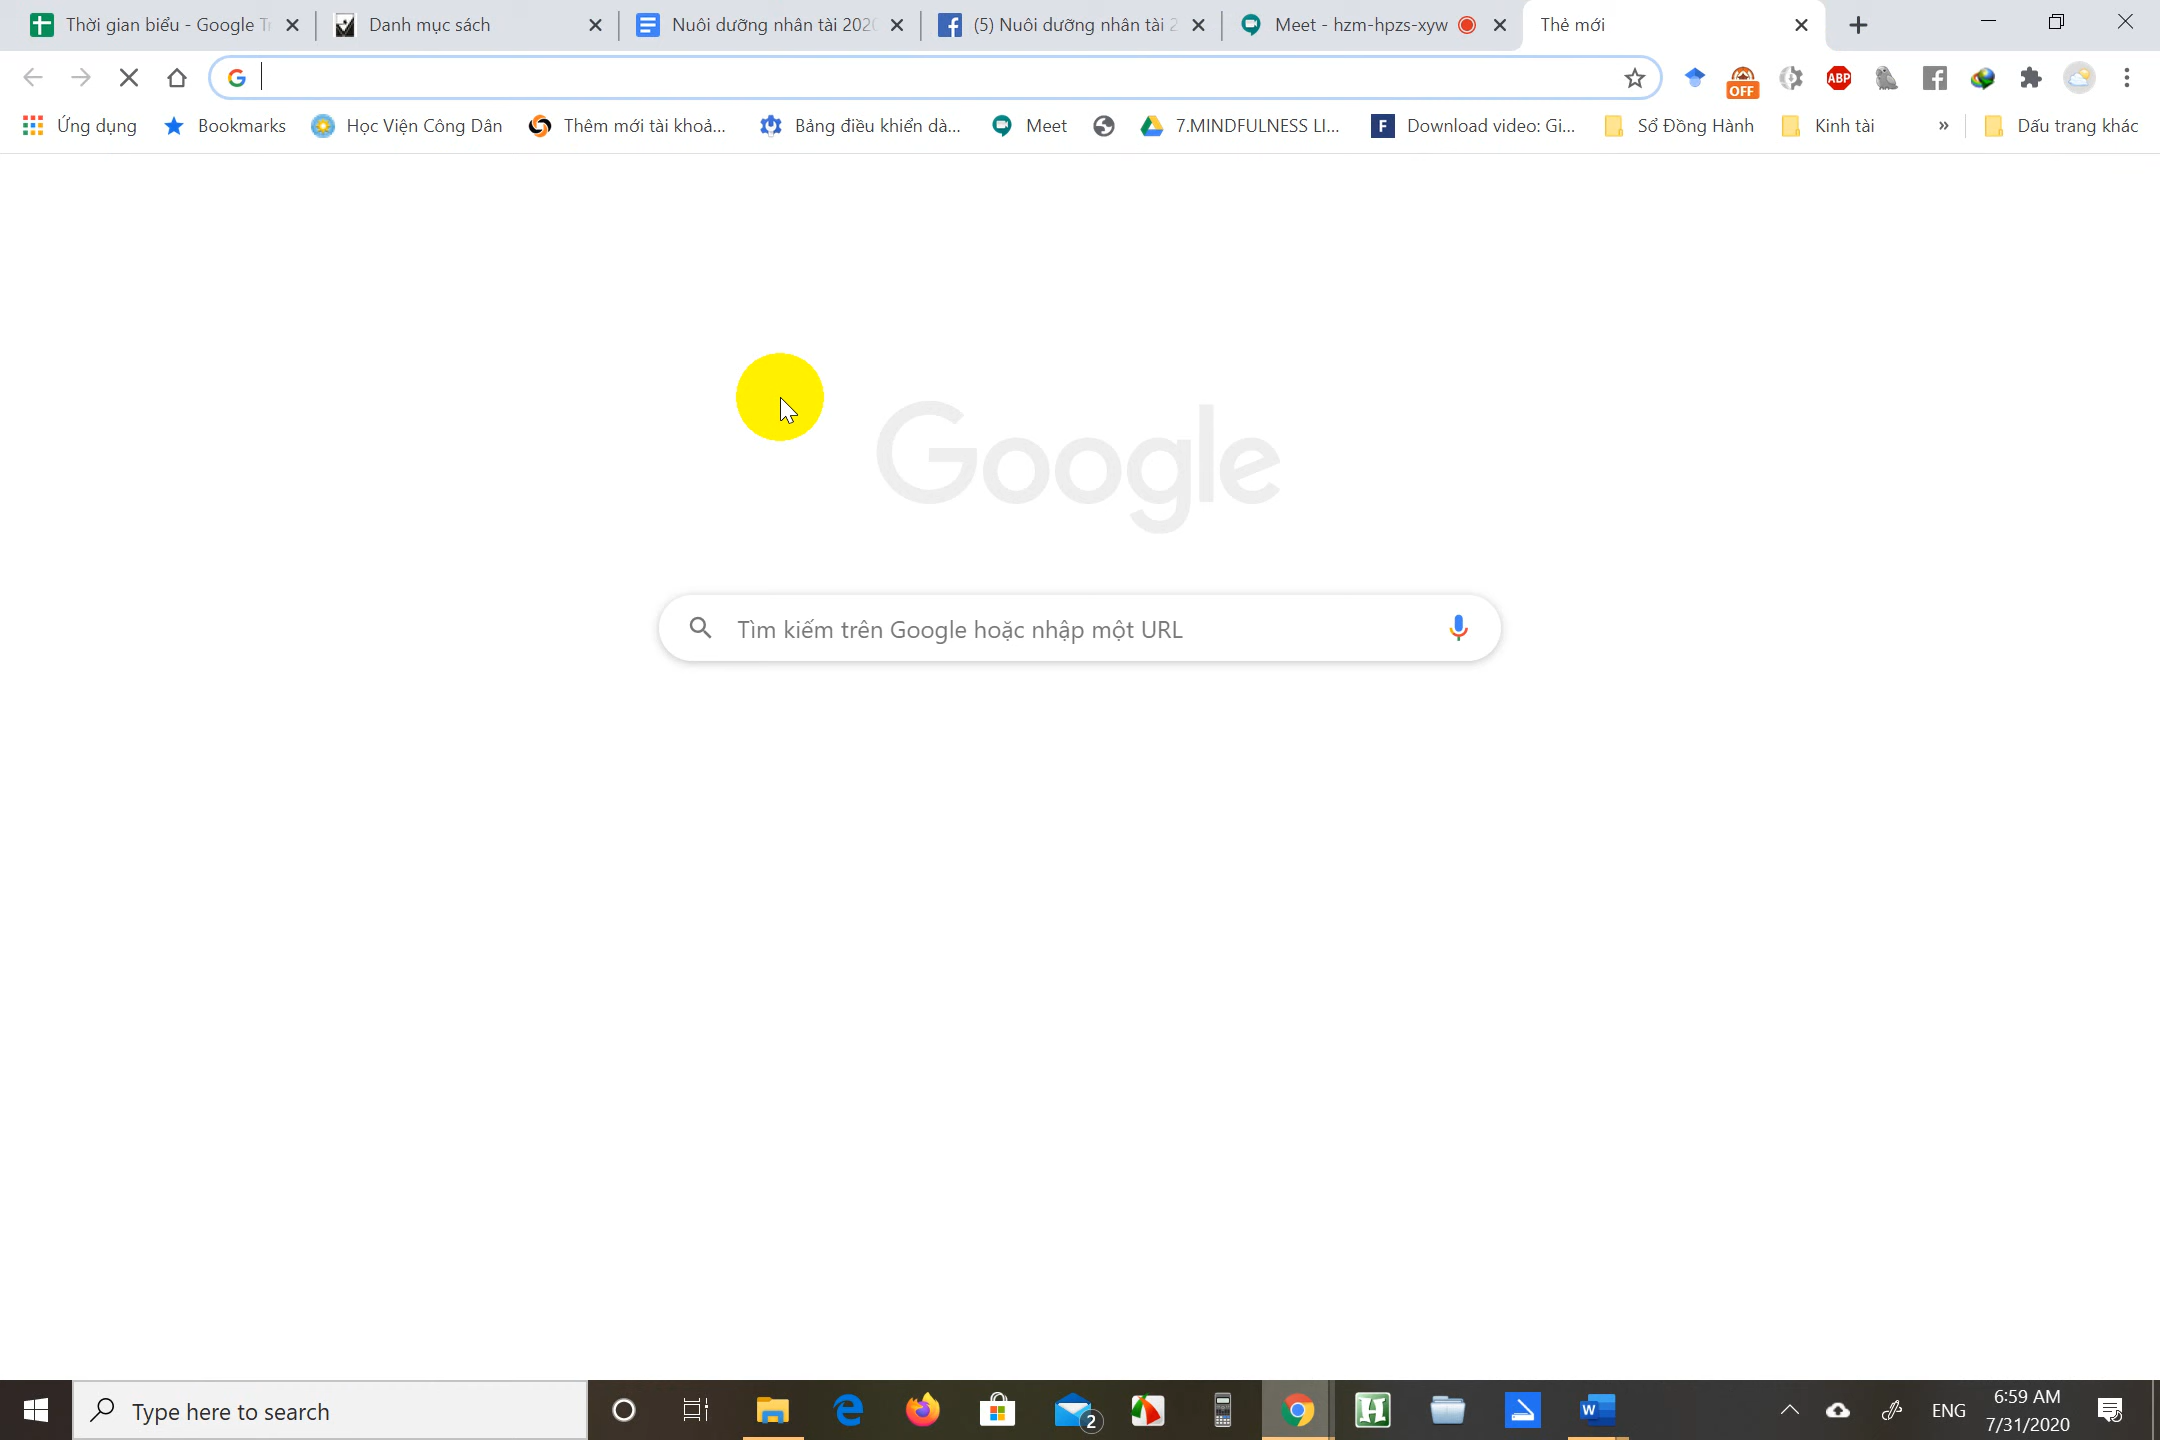 Thời gian biểu - Google Tr
Danh mục sách
Nuôi dưỡng nhân tài 2020
(5) Nuôi dưỡng nhân tài 2
Meet - hzm-hpzs-xyw
Thẻ mới
OFF
ABP
Ứng dụng
Bookmarks
Học Viện Công Dân
Thêm mới tài khoả...
Bảng điều khiển dà...
Meet
7.MINDFULNESS LI...
F
Download video: Gi...
Sổ Đồng Hành
Kinh tài
»
Dấu trang khác
Google
Tìm kiếm trên Google hoặc nhập một URL
Type here to search
2
ENG
6:59 AM
7/31/2020